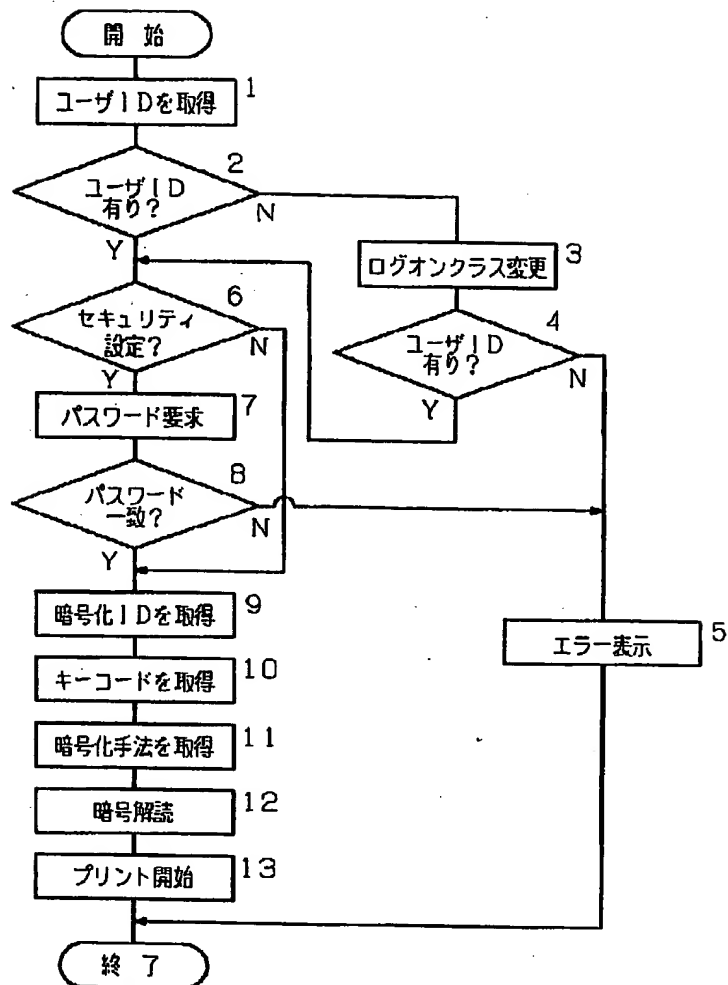 開始
ユーザIDを取得
1
ユーザID
有り?
2
N
Y
ログオンクラス変更
3
ユーザID
有り?
4
N
Y
セキュリティ
設定?
6
N
Y
パスワード要求
7
パスワード
一致?
8
N
Y
暗号化IDを取得
9
エラー表示
5
キーコードを取得
10
暗号化手法を取得
11
暗号解読
12
プリント開始
13
終了